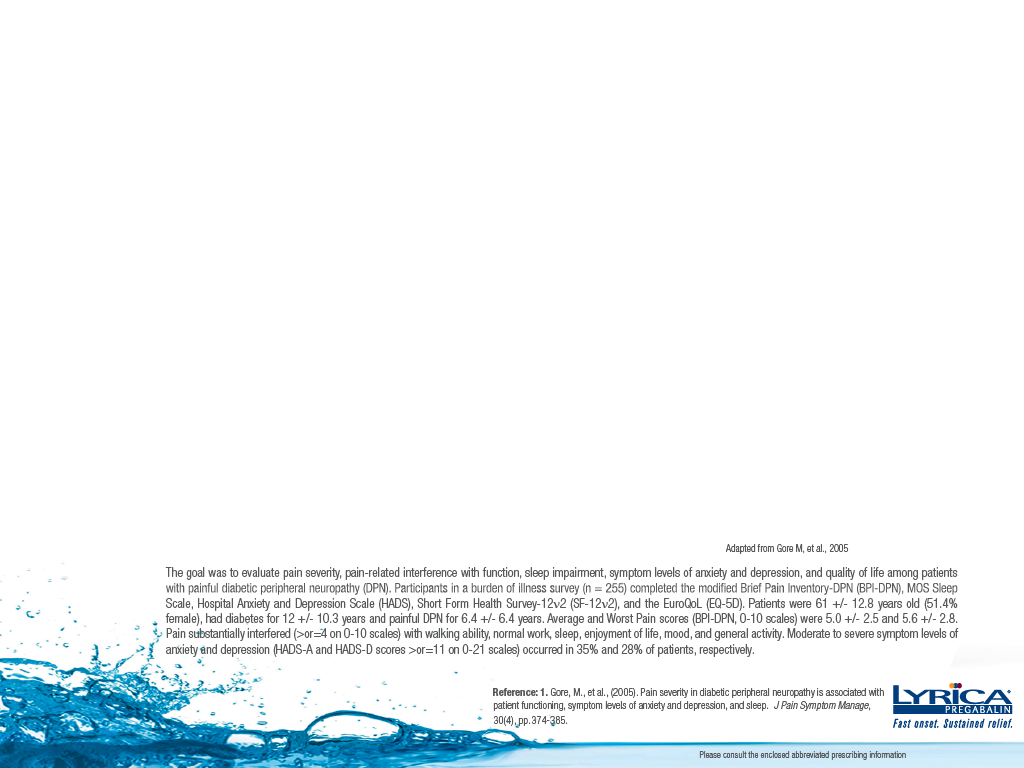 Adapted from Gore M, et al., 2005
The goal was to evaluate pain severity, pain-related interference with function, sleep impairment, symptom levels of anxiety and depression, and quality of life among patients
with painful diabetic peripheral neuropathy (DPN). Participants in a burden of illness survey (n = 255) completed the modified Brief Pain Inventory-DPN (BPI-DPN), MOS Sleep
Scale, Hospital Anxiety and Depression Scale (HADS), Short Form Health Survey-12v2 (SF-12v2), and the EuroQoL (EQ-5D). Patients were 61 +/- 12.8 years old (51.4%
female), had diabetes for 12 +/- 10.3 years and painful DPN for 6.4 +/- 6.4 years. Average and Worst Pain scores (BPI-DPN, 0-10 scales) were 5.0 +/- 2.5 and 5.6 +/- 2.8.
Pain substantially interfered (>or=4 on 0-10 scales) with walking ability, normal work, sleep, enjoyment of life, mood, and general activity. Moderate to severe symptom levels of
anxiety and depression (HADS-A and HADS-D scores >or=11 on 0-21 scales) occurred in 35% and 28% of patients, respectively.
Reference: 1. Gore, M., et al., (2005). Pain severity in diabetic peripheral neuropathy is associated with
patient functioning, symptom levels of anxiety and depression, and sleep. J Pain Symptom Manage,
30(4), pp.374-385.
LYRICA®
PREGABALIN
Fast onset. Sustained relief.
Please consult the enclosed abbreviated prescribing information